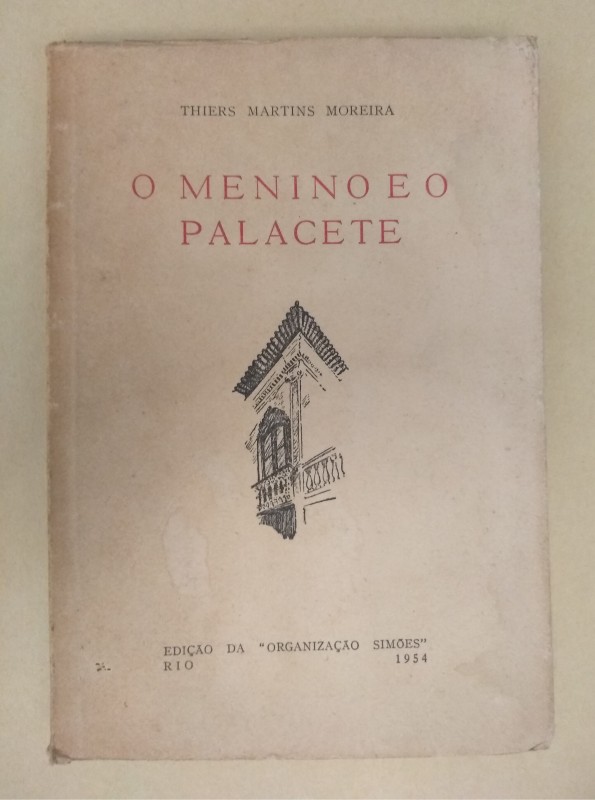 THIERS MARTINS MOREIRA
O MENINO E O
PALACETE
EDIÇÃO DA "ORGANIZAÇÃO SIMÕES"
RIO 1954